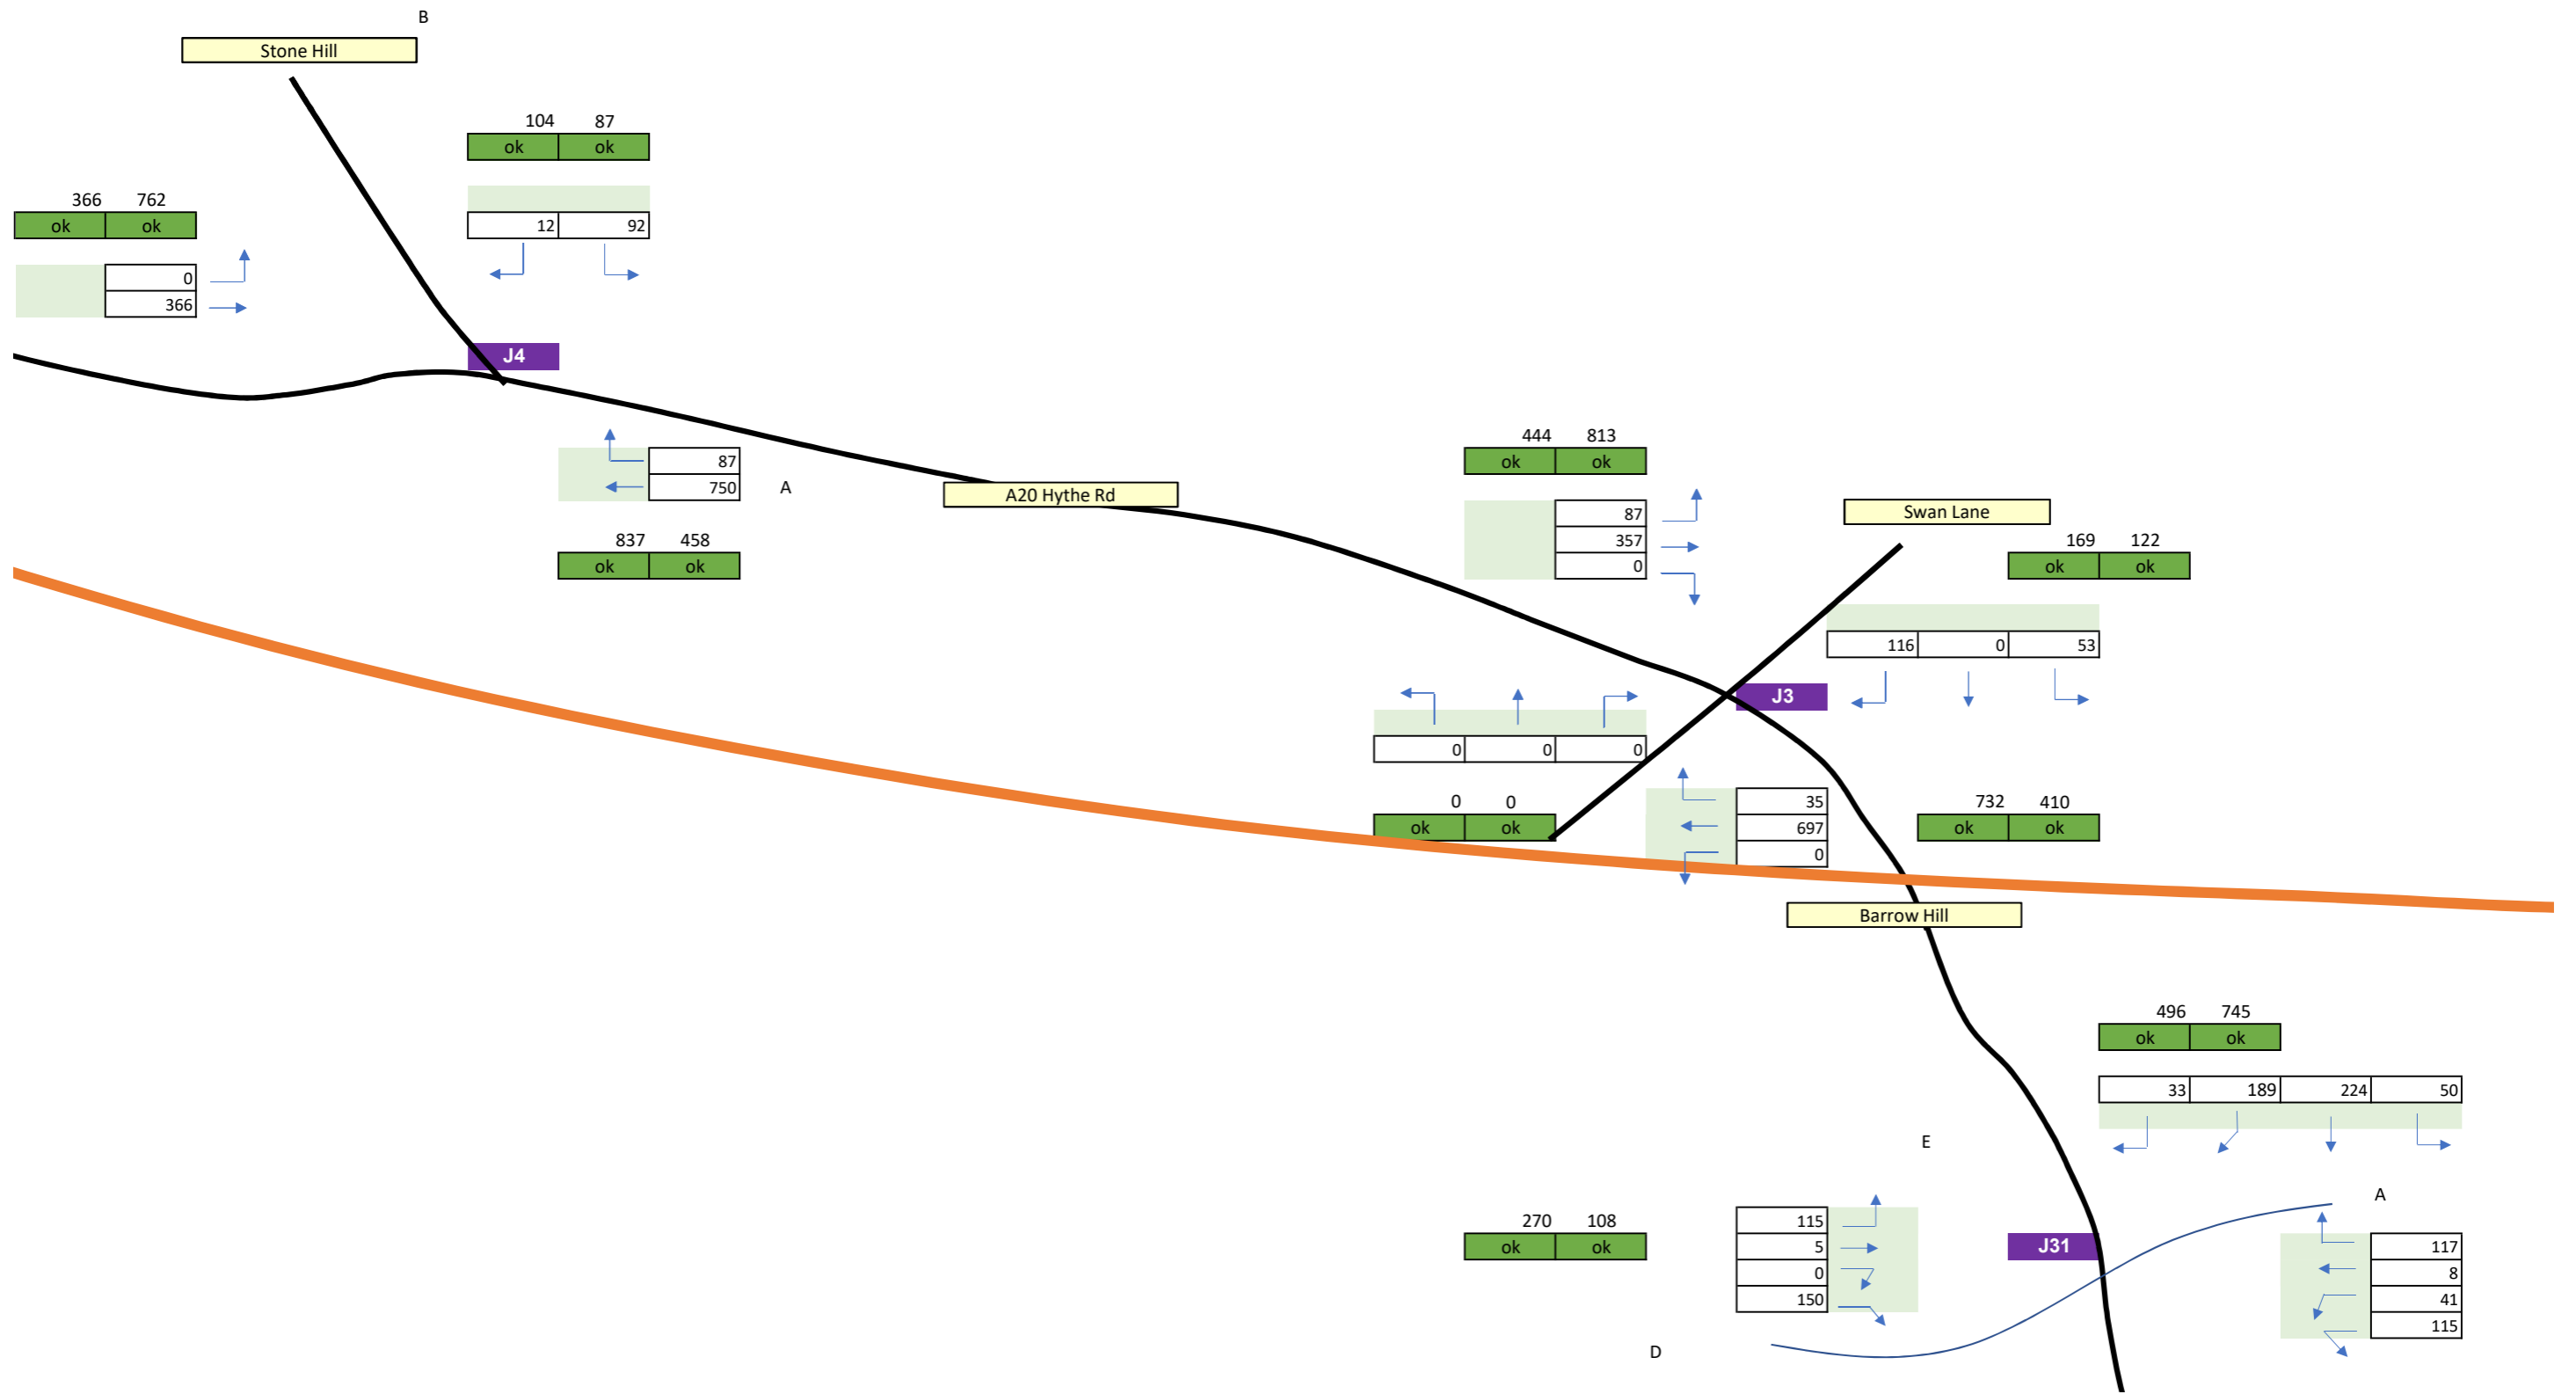 B
Stone Hill
104 87
ok ok
366 762
ok ok
12 92
0
366
J4
444 813
ok ok
87
750
A
A20 Hythe Rd
87
357
0
Swan Lane
837 458
ok ok
169 122
ok ok
116 0 53
J3
0 0 0
0 0
ok ok
35
697
0
732 410
ok ok
Barrow Hill
496 745
ok ok
33 189 224 50
E
A
270 108
ok ok
115
5
0
150
J31
117
8
41
115
D